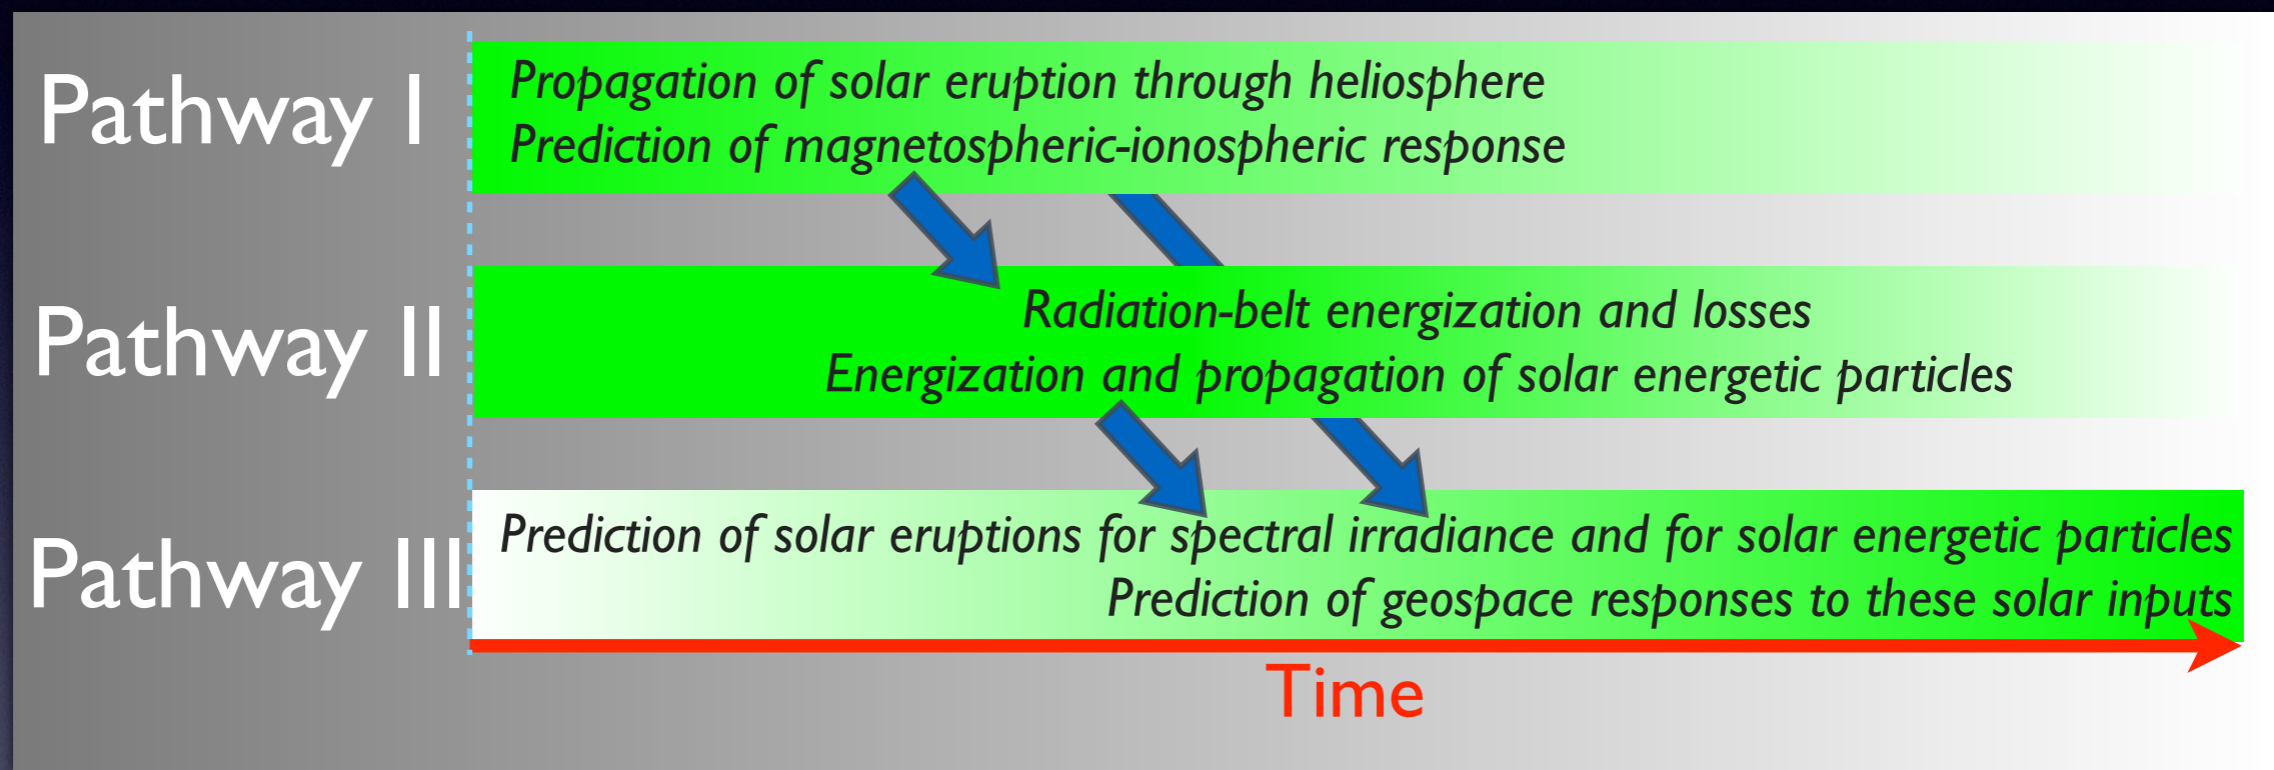 Pathway I
Propagation of solar eruption through heliosphere
Prediction of magnetospheric-ionospheric response
Pathway II
Radiation-belt energization and losses
Energization and propagation of solar energetic particles
Pathway III
Prediction of solar eruptions for spectral irradiance and for solar energetic particles
Prediction of geospace responses to these solar inputs
Time